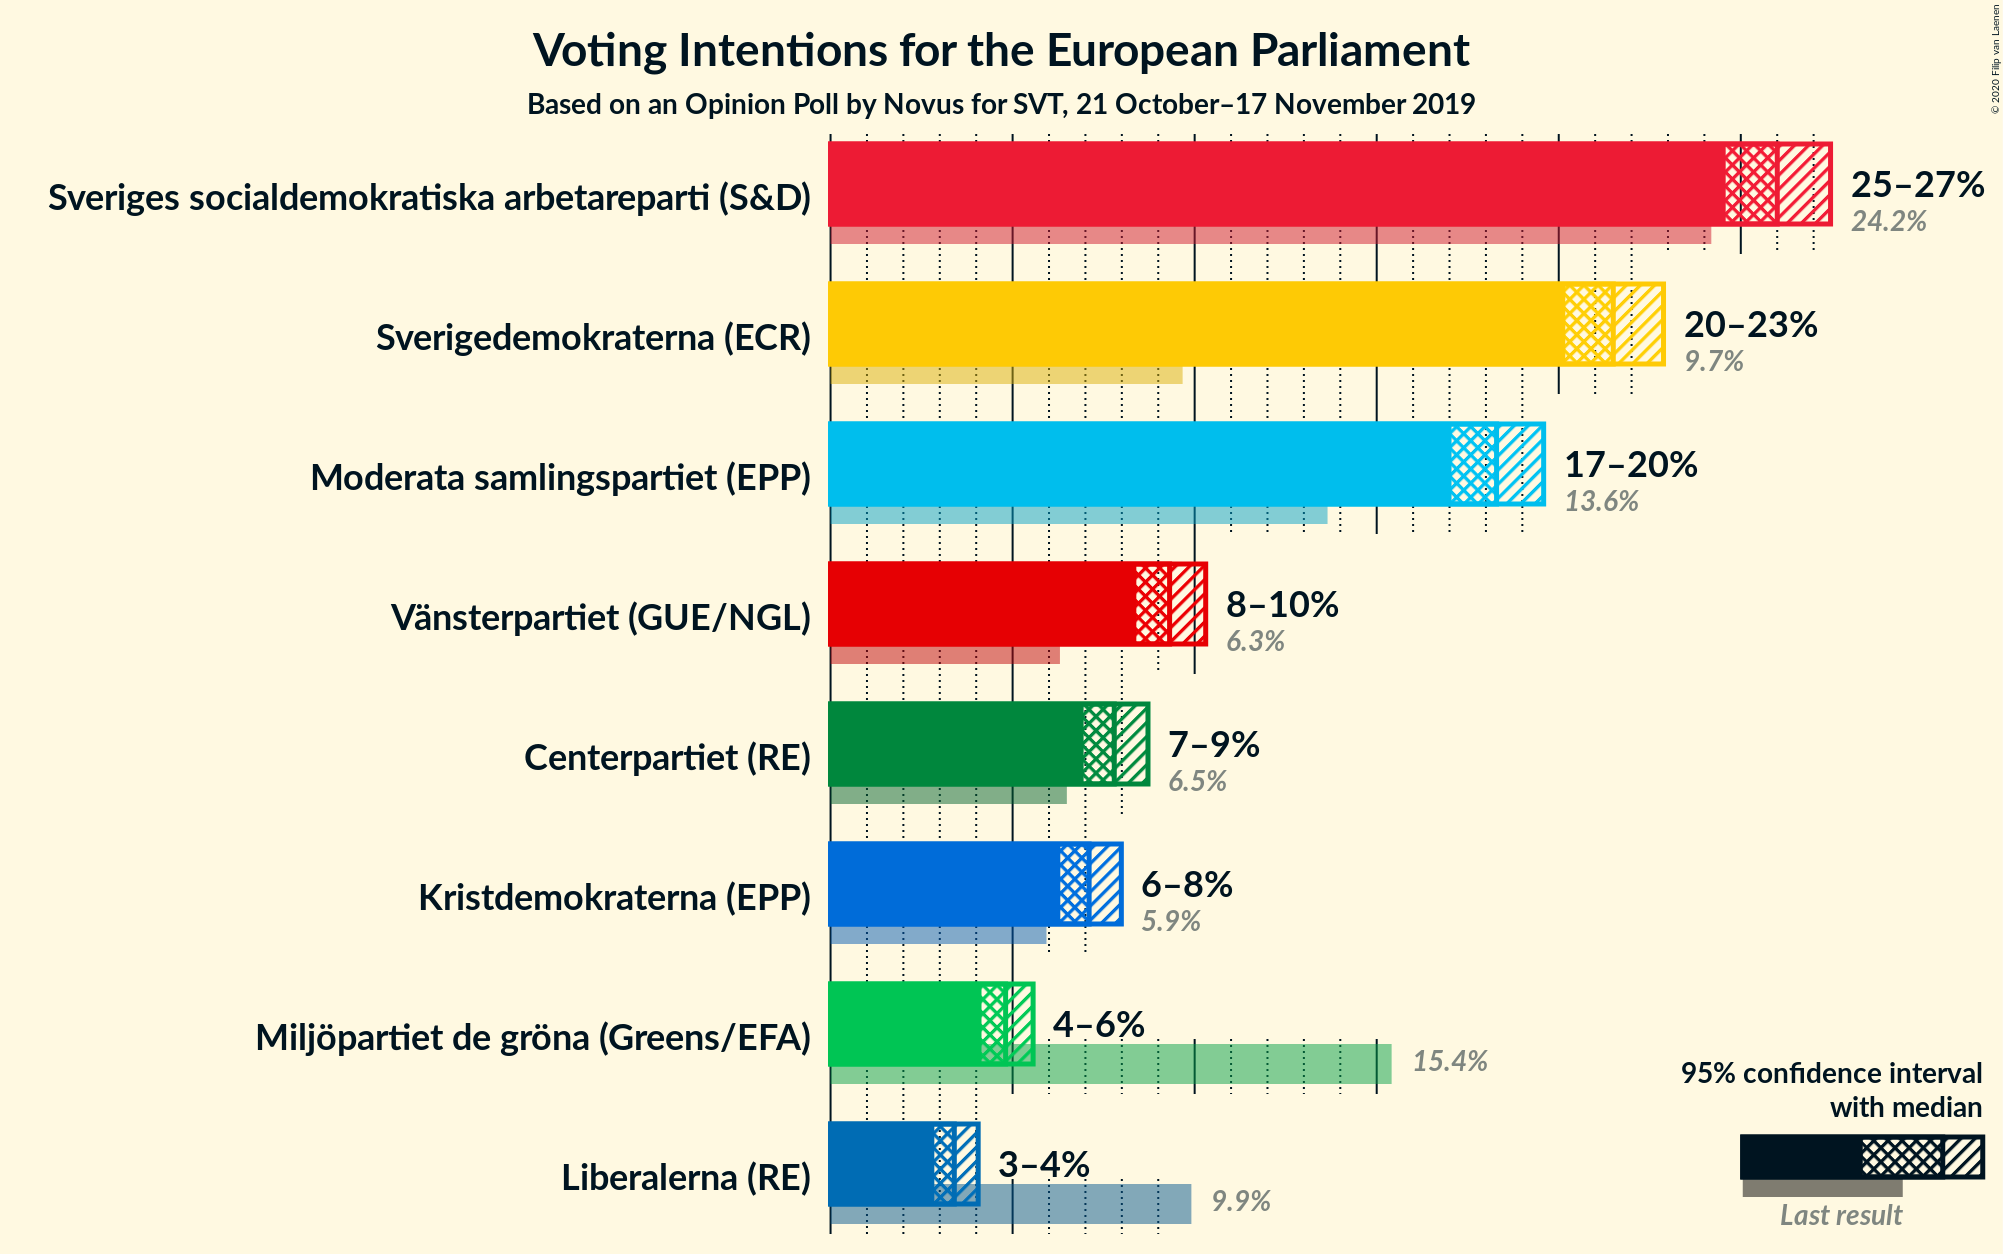 Voting Intentions for the European Parliament
Based on an Opinion Poll by Novus for SVT, 21 October–17 November 2019
© 2020 Filip van Laenen
Sveriges socialdemokratiska arbetareparti (S&D)
25–27%
24.2%
Sverigedemokraterna (ECR)
20–23%
9.7%
Moderata samlingspartiet (EPP)
17–20%
13.6%
Vänsterpartiet (GUE/NGL)
8–10%
6.3%
Centerpartiet (RE)
7–9%
6.5%
Kristdemokraterna (EPP)
6–8%
5.9%
Miljöpartiet de gröna (Greens/EFA)
4–6%
15.4%
Liberalerna (RE)
3–4%
9.9%
95% confidence interval
with median
Last result